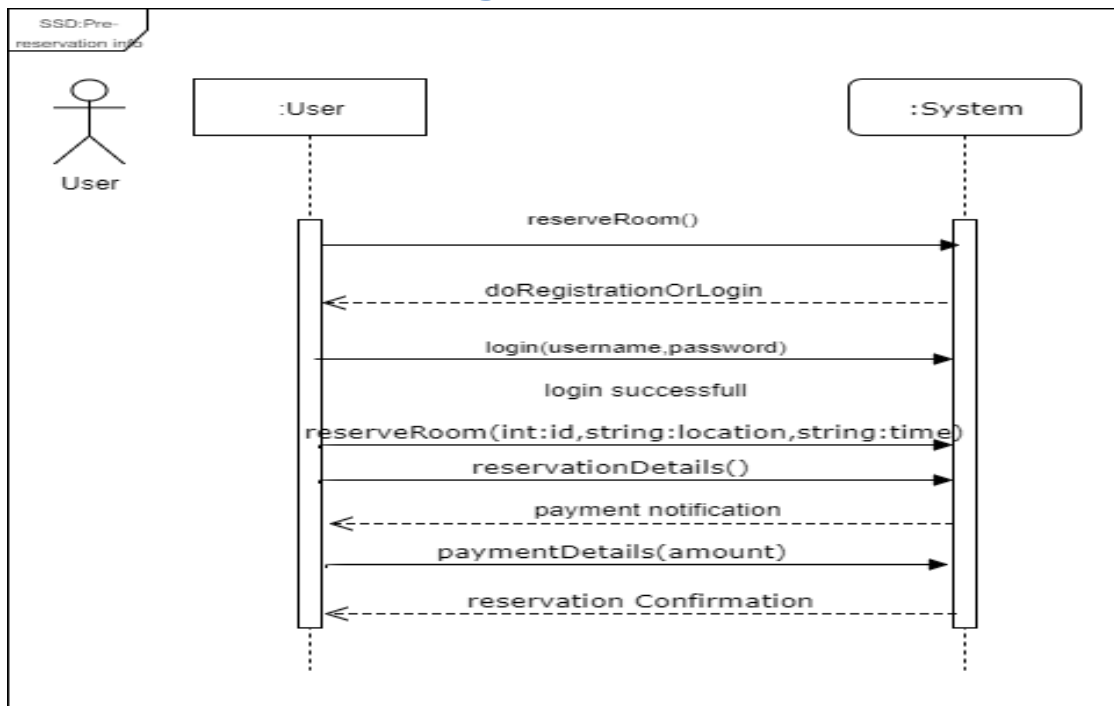 SSD:Pre-
reservation info
:User
:System
User
reserveRoom()
doRegistrationOrLogin
login(username,password)
login successfull
reserveRoom(int:id,string:location,string:time)
reservationDetails()
payment notification
paymentDetails(amount)
reservation Confirmation